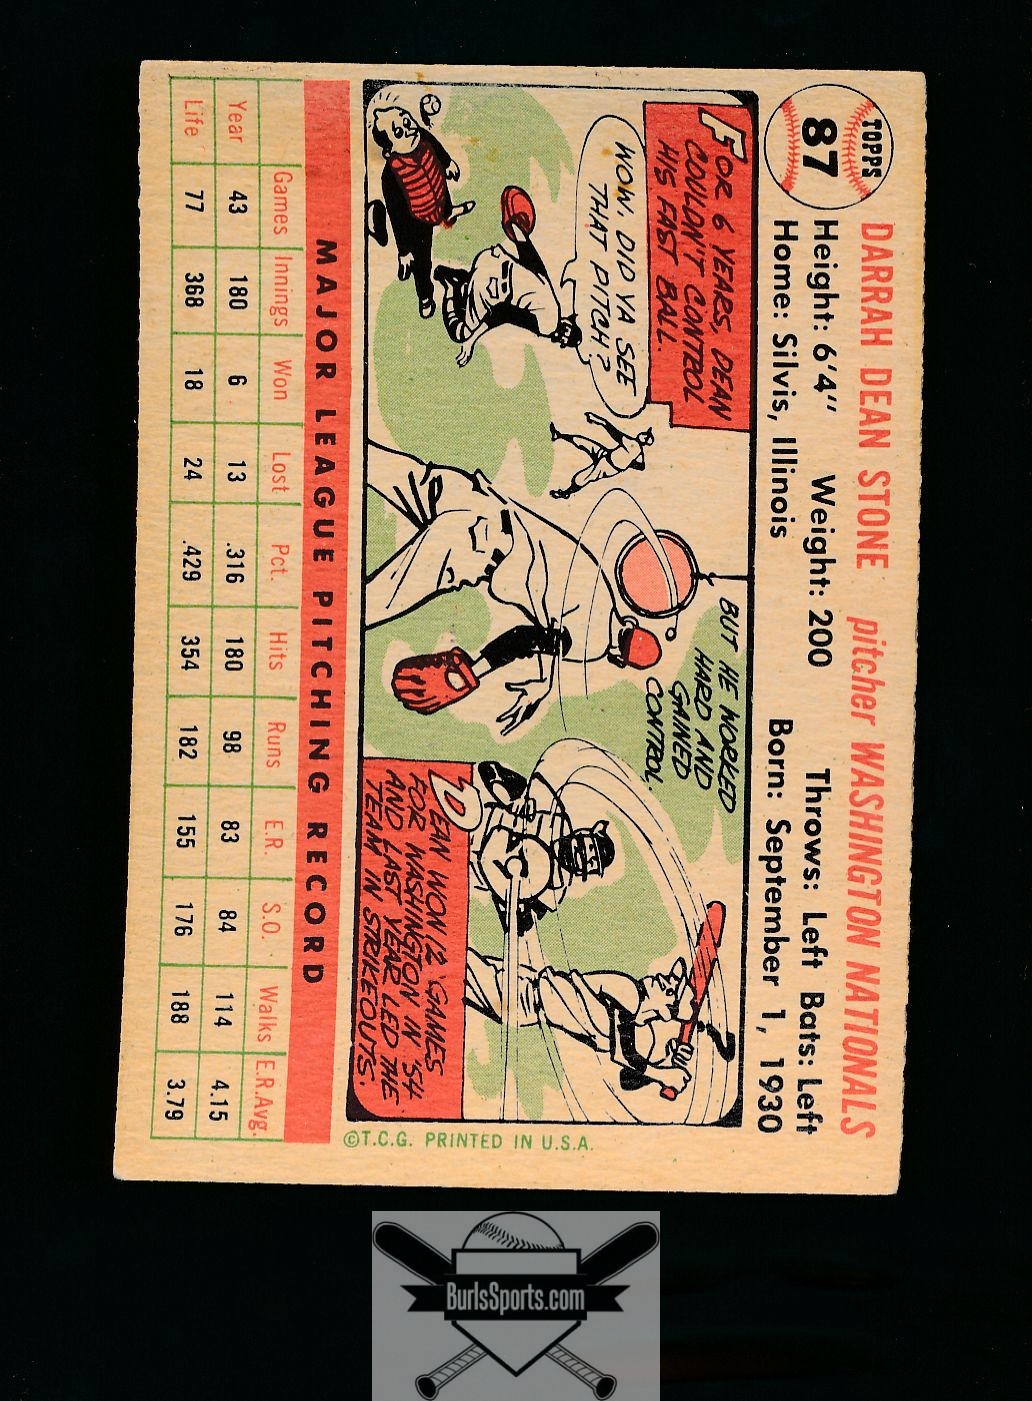 TOPPS
87
DARRAH DEAN STONE pitcher WASHINGTON NATIONALS
Height: 6'4" Weight: 200 Throws: Left Bats: Left
Home: Silvis, Illinois Born: September 1, 1930
FOR 6 YEARS, DEAN
COULDN'T CONTROL
HIS FAST BALL.
WOW, DID YA SEE
THAT PITCH?
BUT HE WORKED
HARD AND
GAINED
CONTROL.
DEAN WON 12 GAMES
FOR WASHINGTON IN '54
AND LAST YEAR LED THE
TEAM IN STRIKEOUTS.
©T.C.G. PRINTED IN U.S.A.
MAJOR LEAGUE PITCHING RECORD
Games Innings Won Lost Pct. Hits Runs E.R. S.O. Walks E.R.Avg.
Year 43 180 6 13 .316 180 98 83 84 114 4.15
Life 77 368 18 24 .429 354 182 155 176 188 3.79
BurlsSports.com